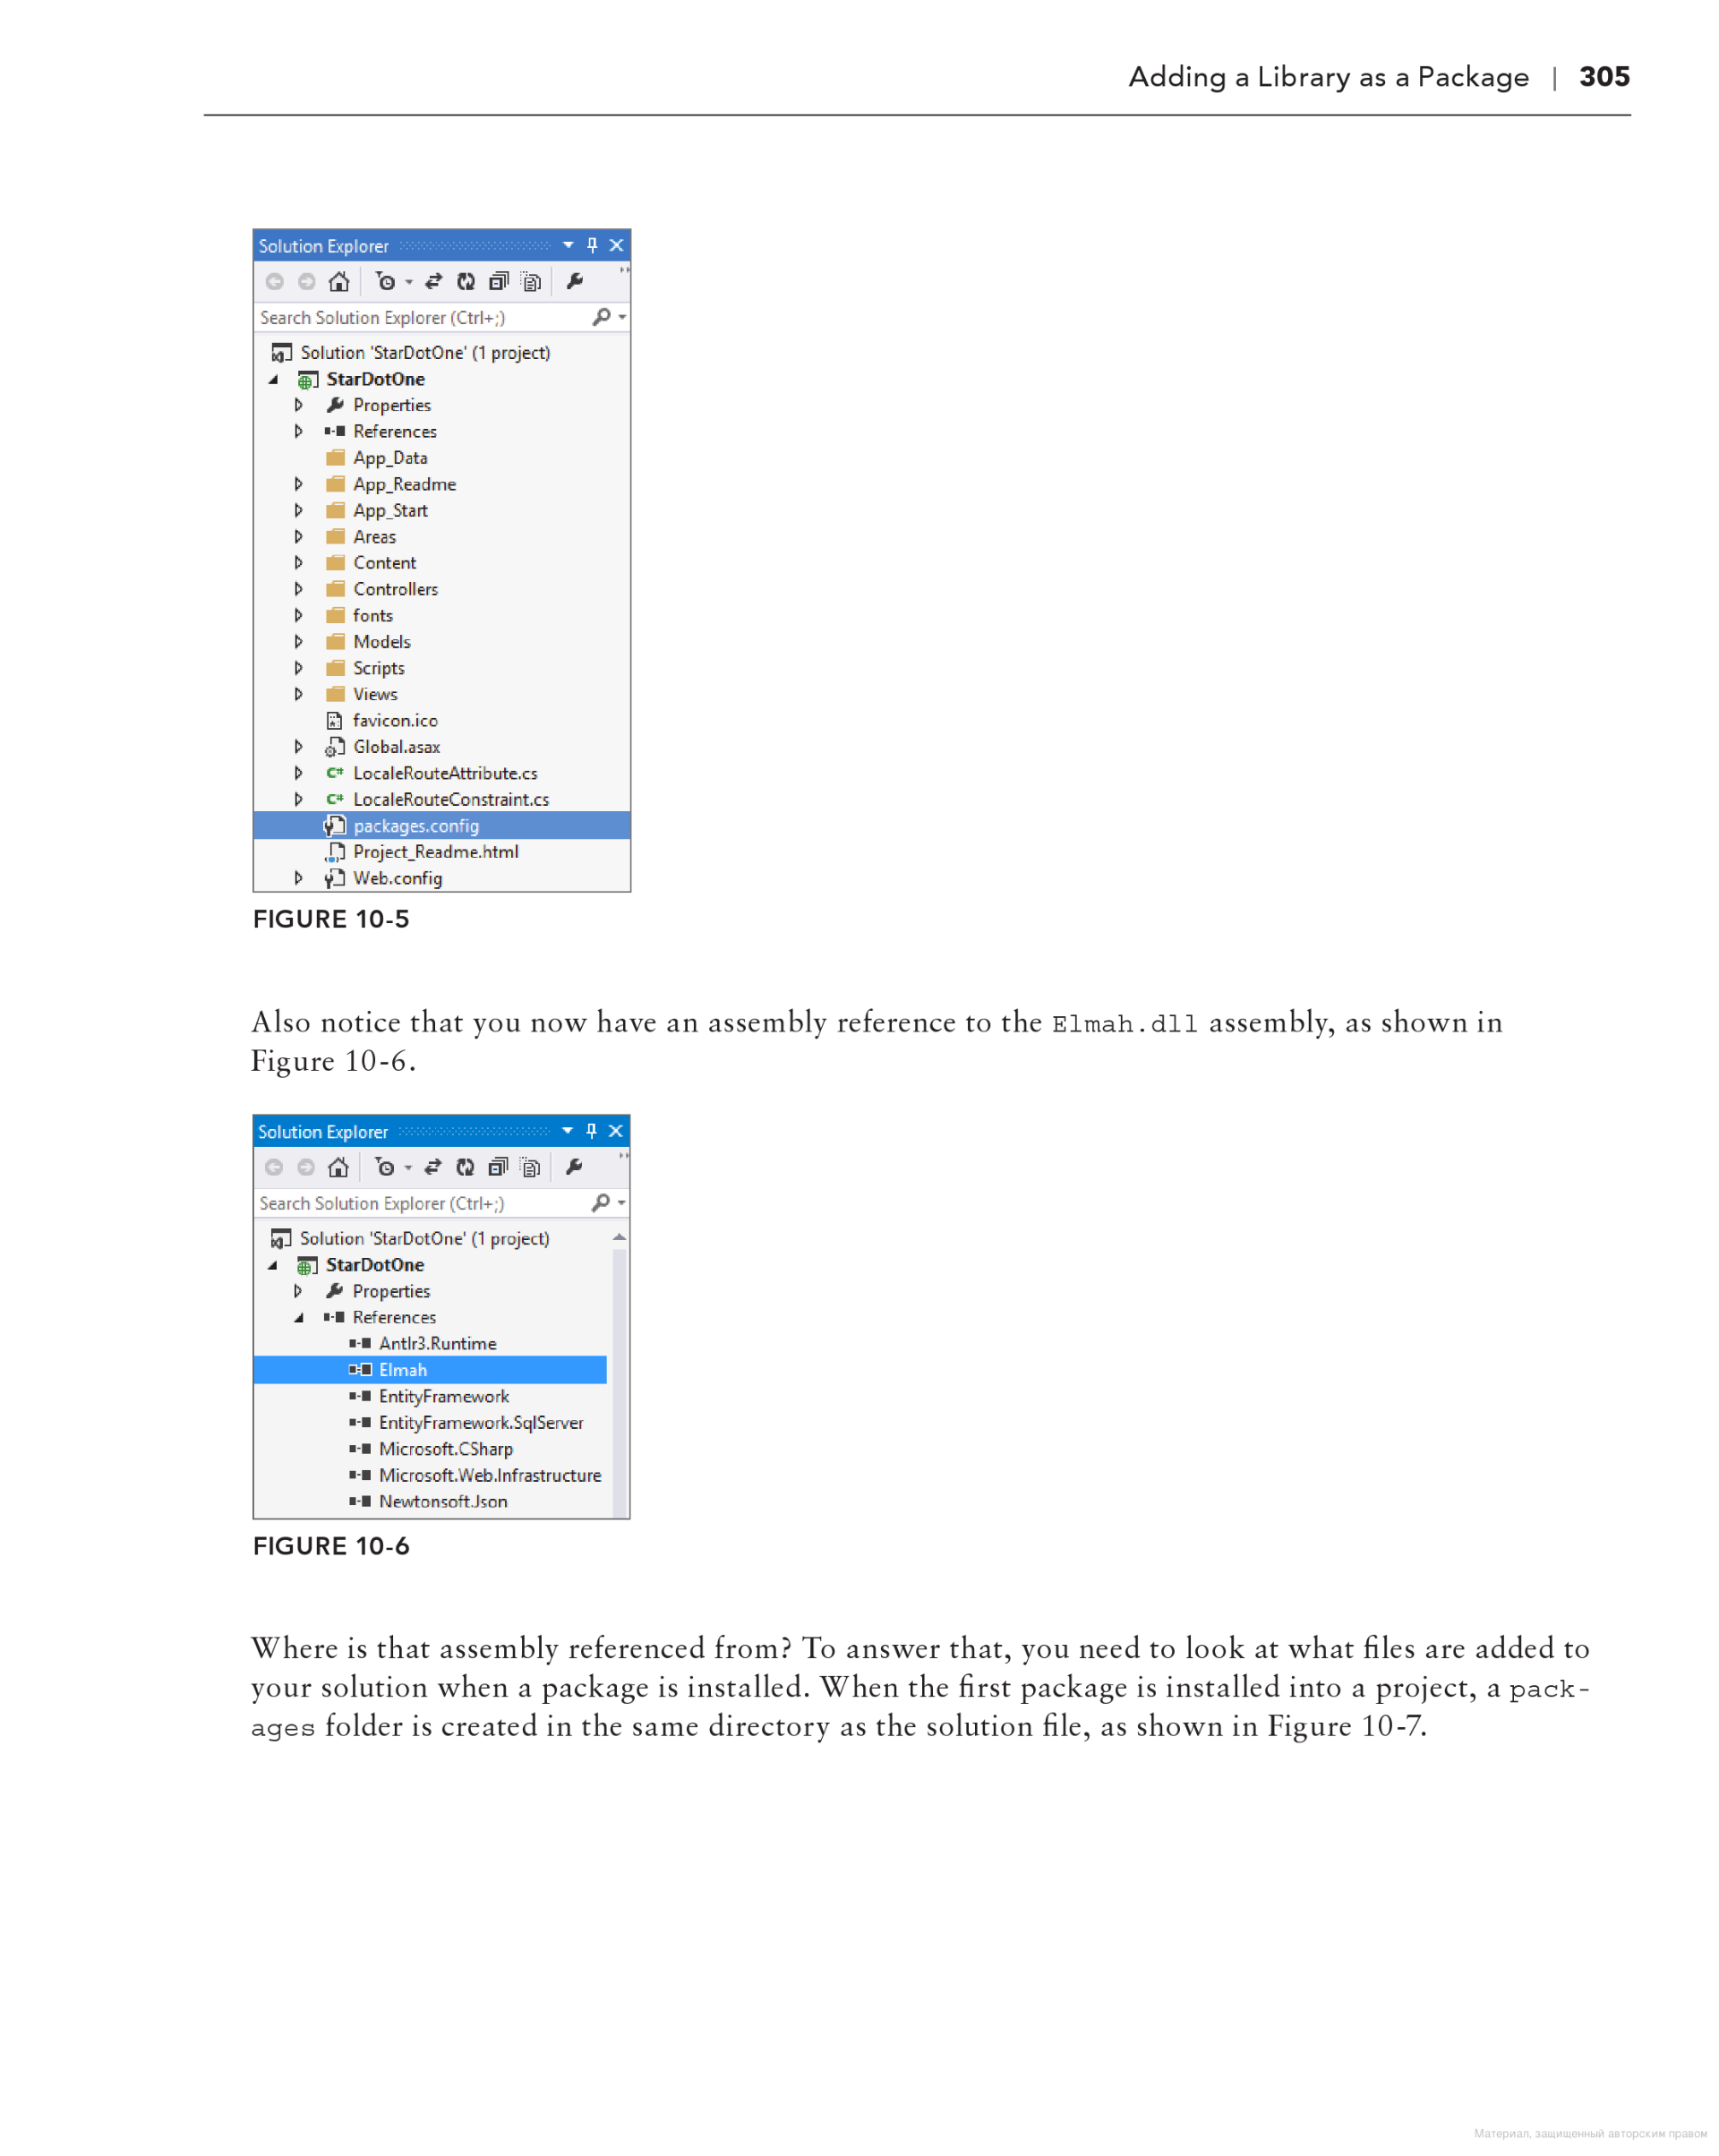 Adding a Library as a Package | 305
Solution Explorer
Search Solution Explorer (Ctrl+;)
Solution 'StarDotOne' (1 project)
StarDotOne
Properties
References
App_Data
App_Readme
App_Start
Areas
Content
Controllers
fonts
Models
Scripts
Views
favicon.ico
Global.asax
C# LocaleRouteAttribute.cs
C# LocaleRouteConstraint.cs
packages.config
Project_Readme.html
Web.config
FIGURE 10-5
Also notice that you now have an assembly reference to the Elmah.dll assembly, as shown in
Figure 10-6.
Solution Explorer
Search Solution Explorer (Ctrl+;)
Solution 'StarDotOne' (1 project)
StarDotOne
Properties
References
Antlr3.Runtime
Elmah
EntityFramework
EntityFramework.SqlServer
Microsoft.CSharp
Microsoft.Web.Infrastructure
Newtonsoft.Json
FIGURE 10-6
Where is that assembly referenced from? To answer that, you need to look at what files are added to
your solution when a package is installed. When the first package is installed into a project, a pack-
ages folder is created in the same directory as the solution file, as shown in Figure 10-7.
Материал, защищенный авторским правом